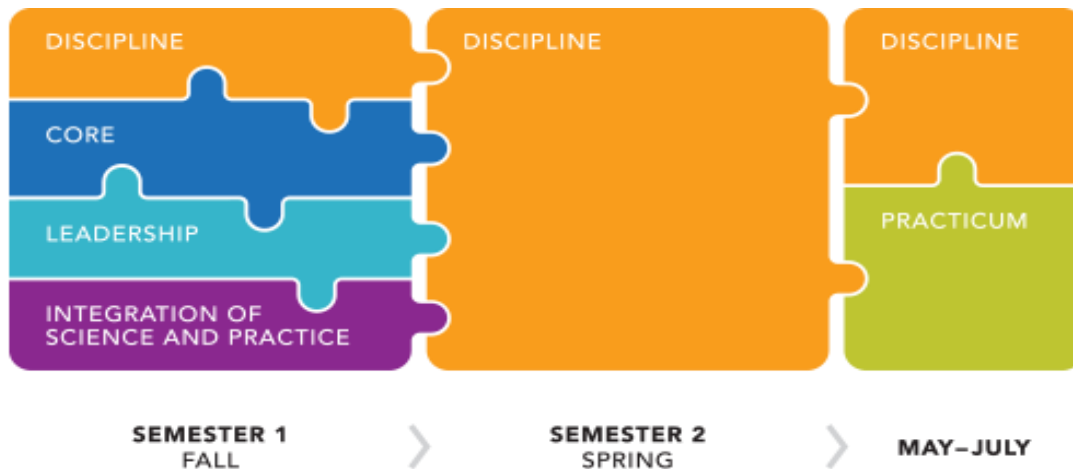 DISCIPLINE
CORE
LEADERSHIP
INTEGRATION OF
SCIENCE AND PRACTICE
DISCIPLINE
DISCIPLINE
PRACTICUM
SEMESTER 1
FALL
SEMESTER 2
SPRING
MAY–JULY